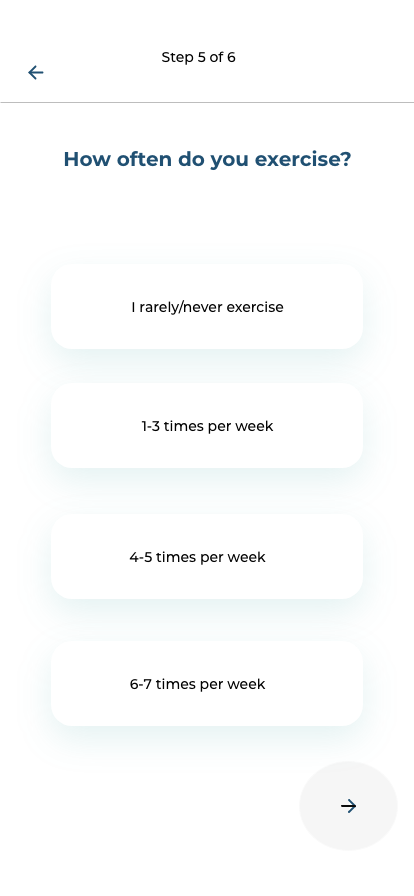 Step 5 of 6
How often do you exercise?
I rarely/never exercise
1-3 times per week
4-5 times per week
6-7 times per week